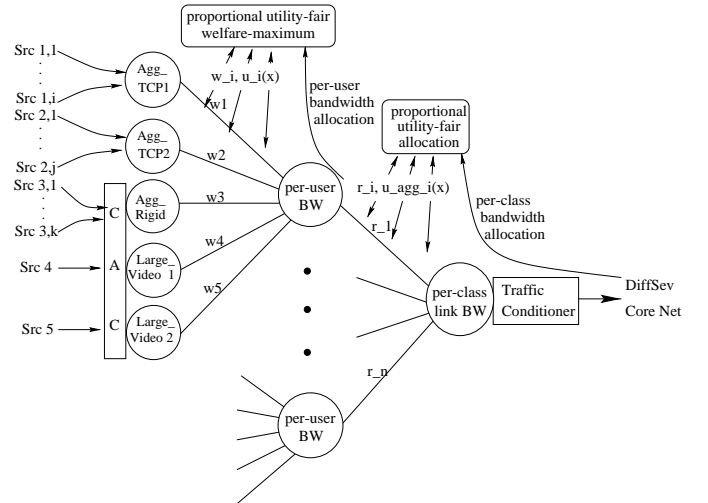 proportional utility-fair
welfare-maximum
Src 1,1
Src 1,i
Agg_
TCP1
w_i, u_i(x)
w1
per-user
bandwidth
allocation
proportional
utility-fair
allocation
Src 2,1
Src 2,j
Agg_
TCP2
w2
Src 3,1
Src 3,k
C
A
C
Agg_
Rigid
w3
per-user
BW
r_i, u_agg_i(x)
r_1
per-class
bandwidth
allocation
Src 4
Large_
Video 1
w4
Src 5
Large_
Video 2
w5
per-class
link BW
Traffic
Conditioner
DiffSev
Core Net
r_n
per-user
BW